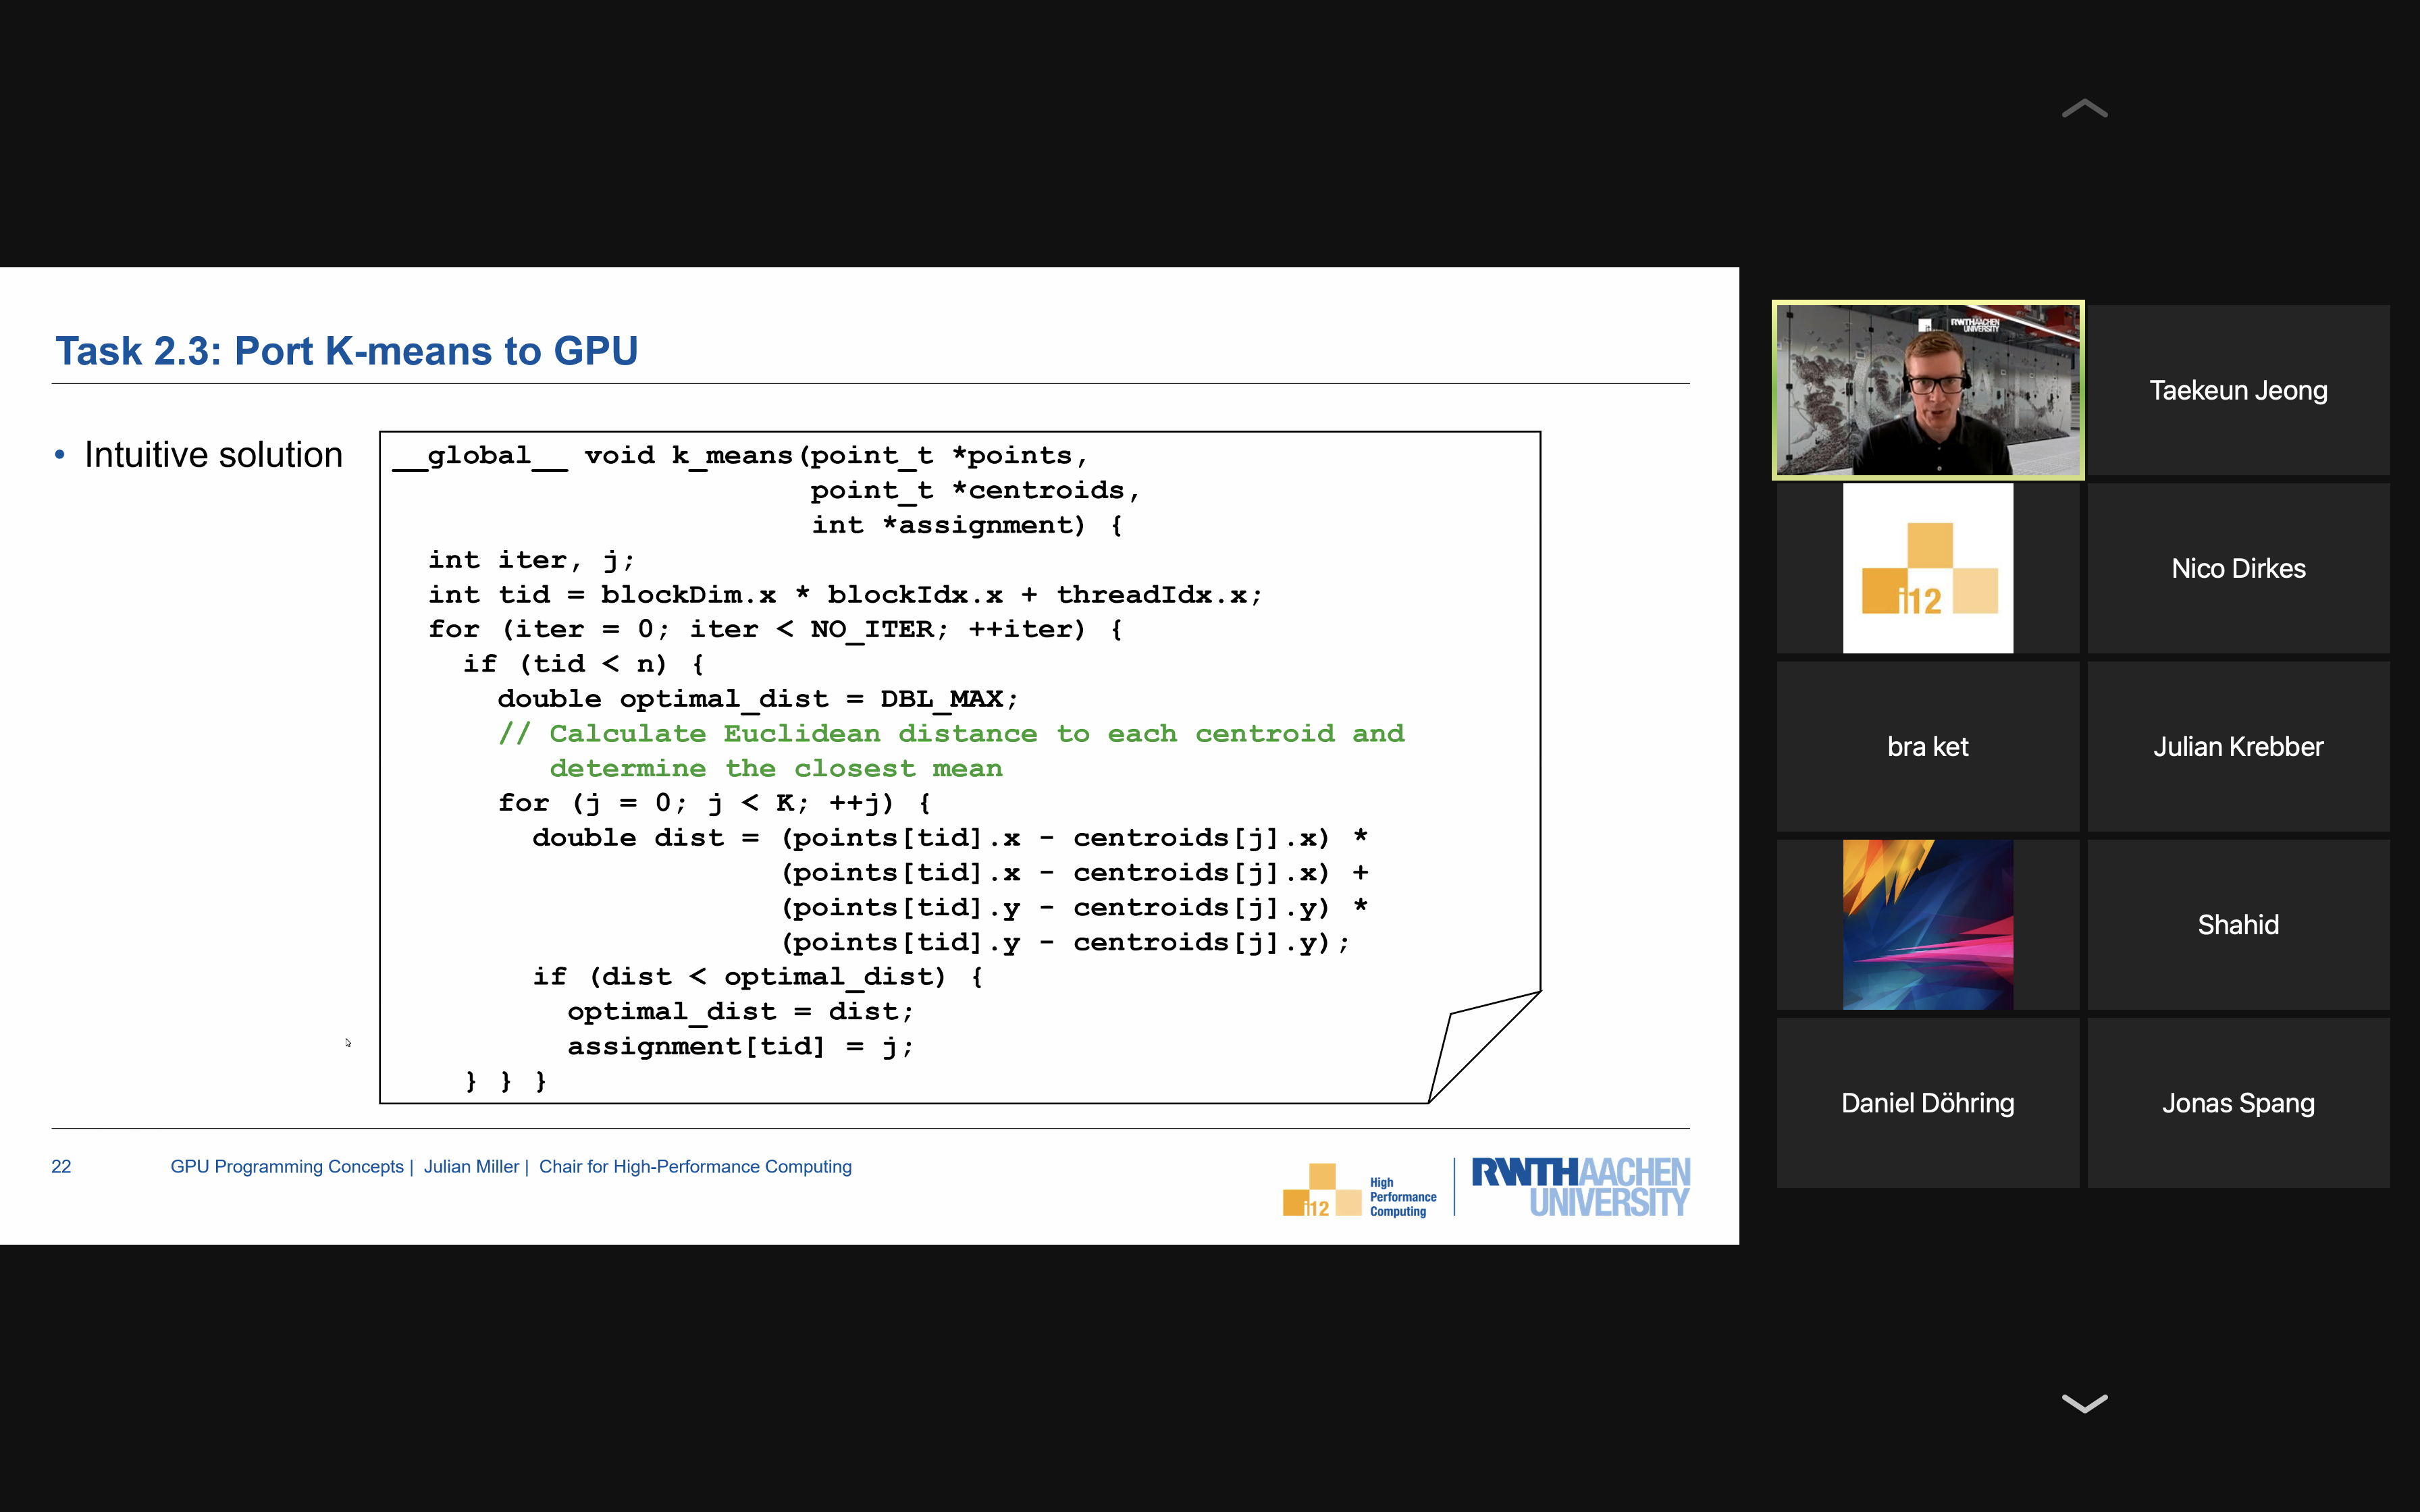 Task 2.3: Port K-means to GPU
• Intuitive solution
__global__ void k_means(point_t *points,
point_t *centroids,
int *assignment) {
int iter, j;
int tid = blockDim.x * blockIdx.x + threadIdx.x;
for (iter = 0; iter < NO_ITER; ++iter) {
if (tid < n) {
double optimal_dist = DBL_MAX;
// Calculate Euclidean distance to each centroid and
determine the closest mean
for (j = 0; j < K; ++j) {
double dist = (points[tid].x - centroids[j].x) *
(points[tid].x - centroids[j].x) +
(points[tid].y - centroids[j].y) *
(points[tid].y - centroids[j].y);
if (dist < optimal_dist) {
optimal_dist = dist;
assignment[tid] = j;
} } }
22
GPU Programming Concepts | Julian Miller | Chair for High-Performance Computing
i12
High
Performance
Computing
RWTHAACHEN
UNIVERSITY
RWTHAACHEN
UNIVERSITY
Taekeun Jeong
i12
Nico Dirkes
bra ket
Julian Krebber
Shahid
Daniel Döhring
Jonas Spang